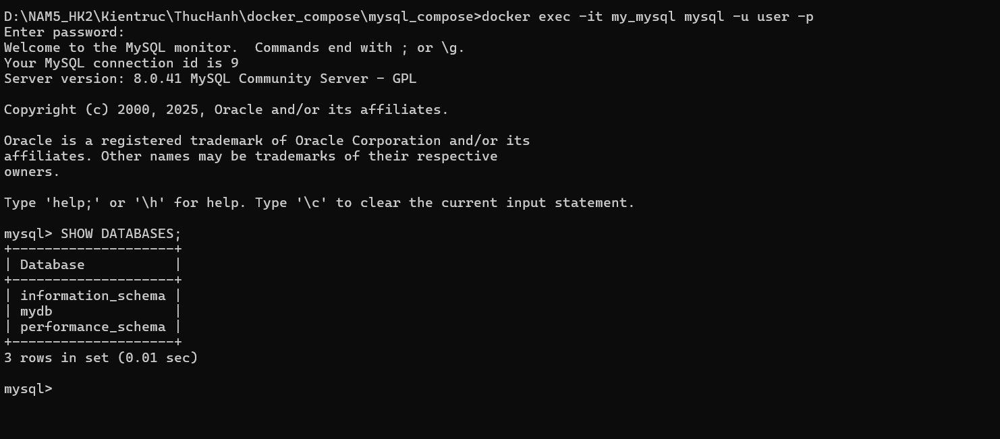 D:\NAM5_HK2\Kientruc\ThucHanh\docker_compose\mysql_compose>docker exec -it my_mysql mysql -u user -p
Enter password:
Welcome to the MySQL monitor.  Commands end with ; or \g.
Your MySQL connection id is 9
Server version: 8.0.41 MySQL Community Server - GPL

Copyright (c) 2000, 2025, Oracle and/or its affiliates.

Oracle is a registered trademark of Oracle Corporation and/or its
affiliates. Other names may be trademarks of their respective
owners.

Type 'help;' or '\h' for help. Type '\c' to clear the current input statement.

mysql> SHOW DATABASES;
+--------------------+
| Database           |
+--------------------+
| information_schema |
| mydb               |
| performance_schema |
+--------------------+
3 rows in set (0.01 sec)

mysql>